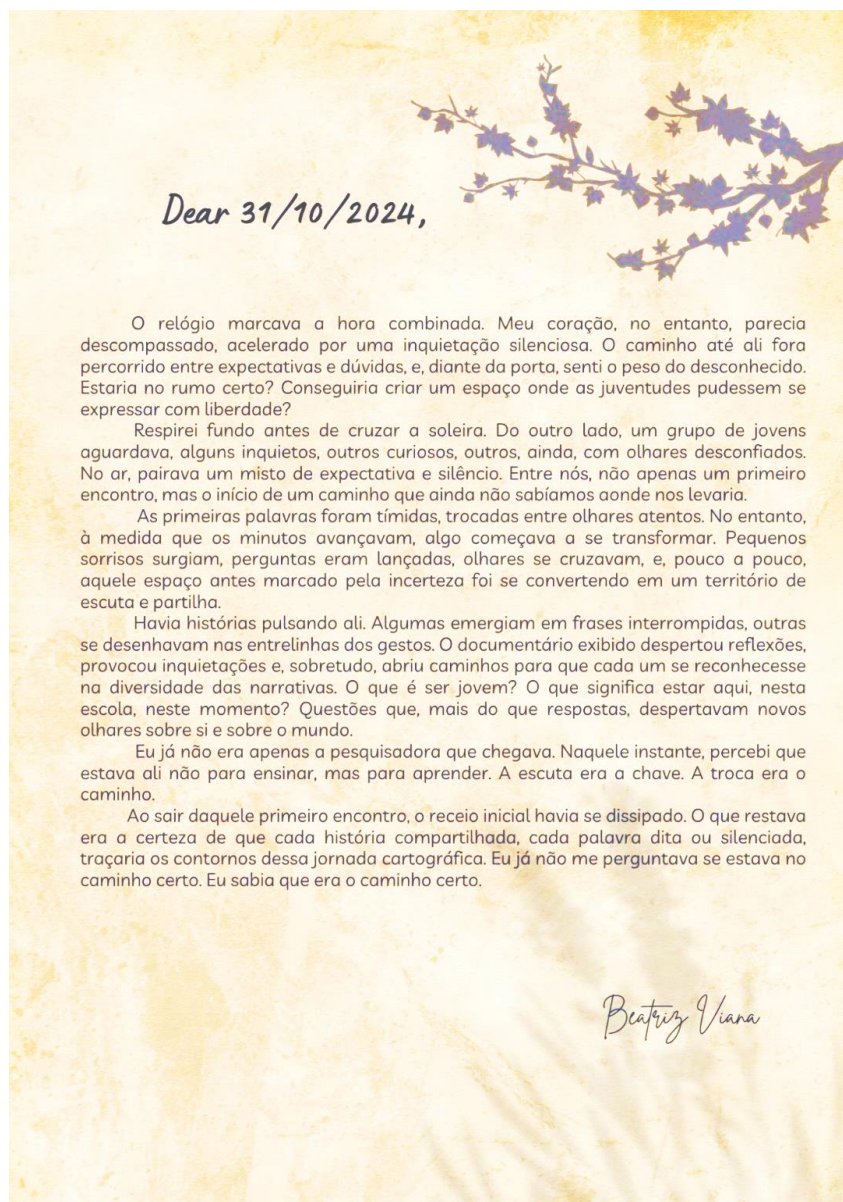 Dear 31/10/2024,
O relógio marcava a hora combinada. Meu coração, no entanto, parecia
descompassado, acelerado por uma inquietação silenciosa. O caminho até ali fora
percorrido entre expectativas e dúvidas, e, diante da porta, senti o peso do desconhecido.
Estaria no rumo certo? Conseguiria criar um espaço onde as juventudes pudessem se
expressar com liberdade?
Respirei fundo antes de cruzar a soleira. Do outro lado, um grupo de jovens
aguardava, alguns inquietos, outros curiosos, outros, ainda, com olhares desconfiados.
No ar, pairava um misto de expectativa e silêncio. Entre nós, não apenas um primeiro
encontro, mas o início de um caminho que ainda não sabíamos aonde nos levaria.
As primeiras palavras foram tímidas, trocadas entre olhares atentos. No entanto,
à medida que os minutos avançavam, algo começava a se transformar. Pequenos
sorrisos surgiam, perguntas eram lançadas, olhares se cruzavam, e, pouco a pouco,
aquele espaço antes marcado pela incerteza foi se convertendo em um território de
escuta e partilha.
Havia histórias pulsando ali. Algumas emergiam em frases interrompidas, outras
se desenhavam nas entrelinhas dos gestos. O documentário exibido despertou reflexões,
provocou inquietações e, sobretudo, abriu caminhos para que cada um se reconhecesse
na diversidade das narrativas. O que é ser jovem? O que significa estar aqui, nesta
escola, neste momento? Questões que, mais do que respostas, despertavam novos
olhares sobre si e sobre o mundo.
Eu já não era apenas a pesquisadora que chegava. Naquele instante, percebi que
estava ali não para ensinar, mas para aprender. A escuta era a chave. A troca era o
caminho.
Ao sair daquele primeiro encontro, o receio inicial havia se dissipado. O que restava
era a certeza de que cada história compartilhada, cada palavra dita ou silenciada,
traçaria os contornos dessa jornada cartográfica. Eu já não me perguntava se estava no
caminho certo. Eu sabia que era o caminho certo.
Beatriz Viana